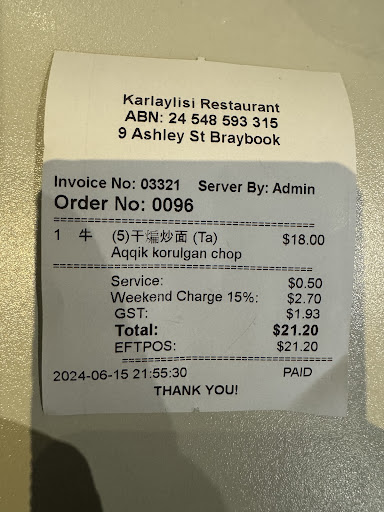 Karlaylisi Restaurant
ABN: 24 548 593 315
9 Ashley St Braybook
Invoice No: 03321 Server By: Admin
Order No: 0096
1 牛 (5)干煸炒面 (Ta) $18.00
Aqqik korulgan chop
Service: $0.50
Weekend Charge 15%: $2.70
GST: $1.93
Total: $21.20
EFTPOS: $21.20
2024-06-15 21:55:30 PAID
THANK YOU!